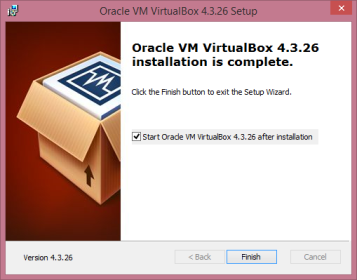 Oracle VM VirtualBox 4.3.26 Setup
Oracle VM VirtualBox 4.3.26
installation is complete.
Click the Finish button to exit the Setup Wizard.
Start Oracle VM VirtualBox 4.3.26 after installation
Version 4.3.26
< Back
Finish
Cancel